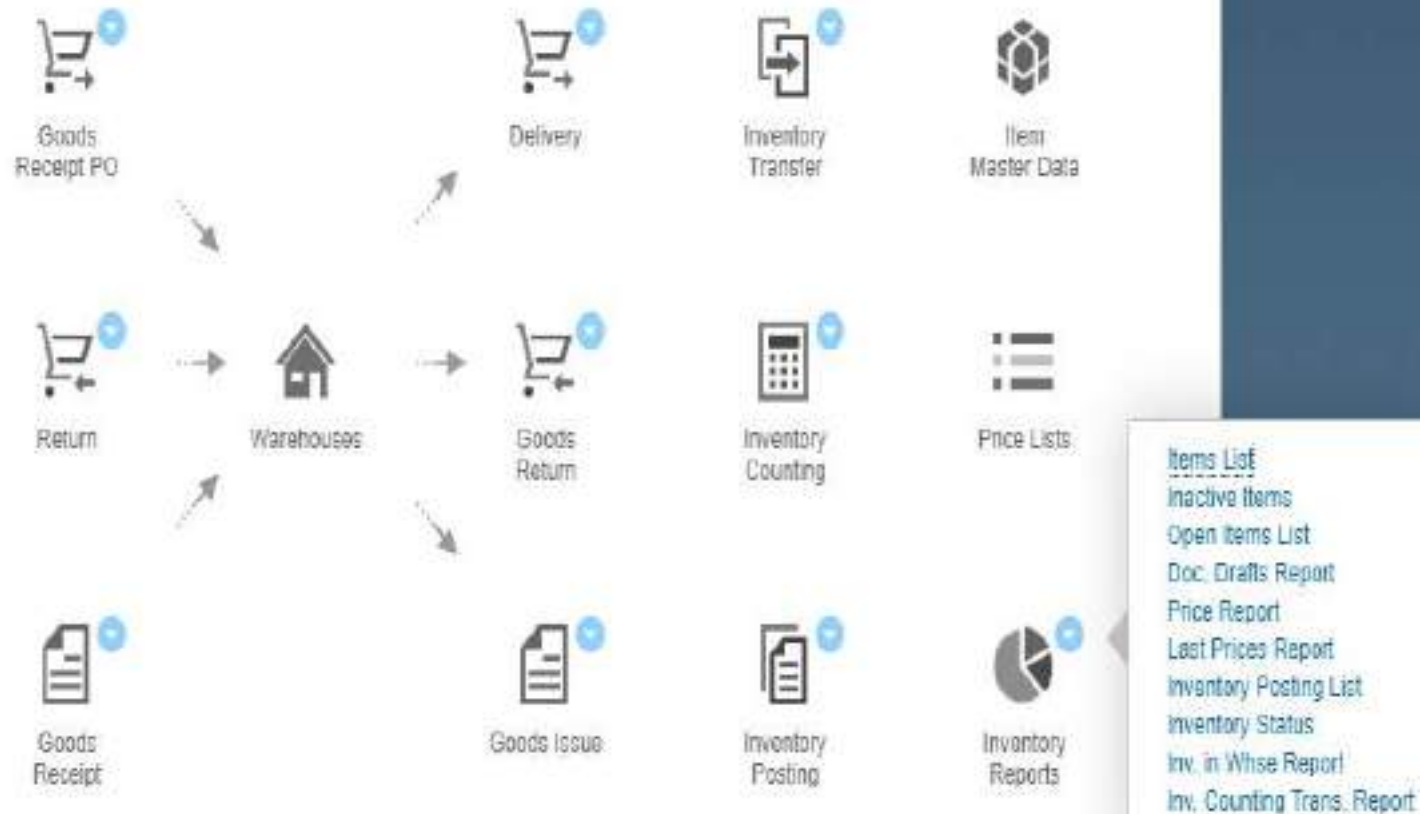 Goods
Receipt PO
Delivery
Inventory
Transfer
Item
Master Data
Return
Warehouses
Goods
Return
Inventory
Counting
Price Lists
Goods
Receipt
Goods Issue
Inventory
Posting
Inventory
Reports
Items List
Inactive Items
Open Items List
Doc. Drafts Report
Price Report
Last Prices Report
Inventory Posting List
Inventory Status
Inv. in Whse Report
Inv. Counting Trans. Report